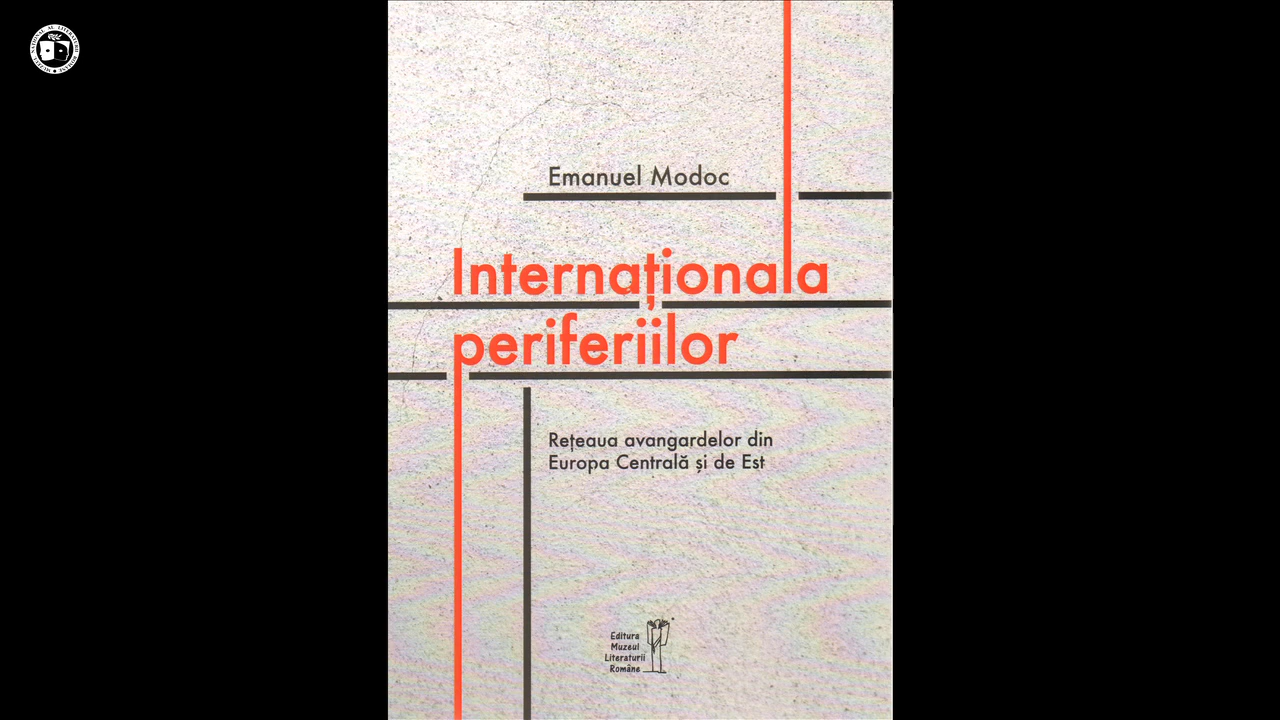 Emanuel Modoc
Internaționala
periferiilor
Rețeaua avangardelor din
Europa Centrală și de Est
Editura
Muzeul
Literaturii
Române